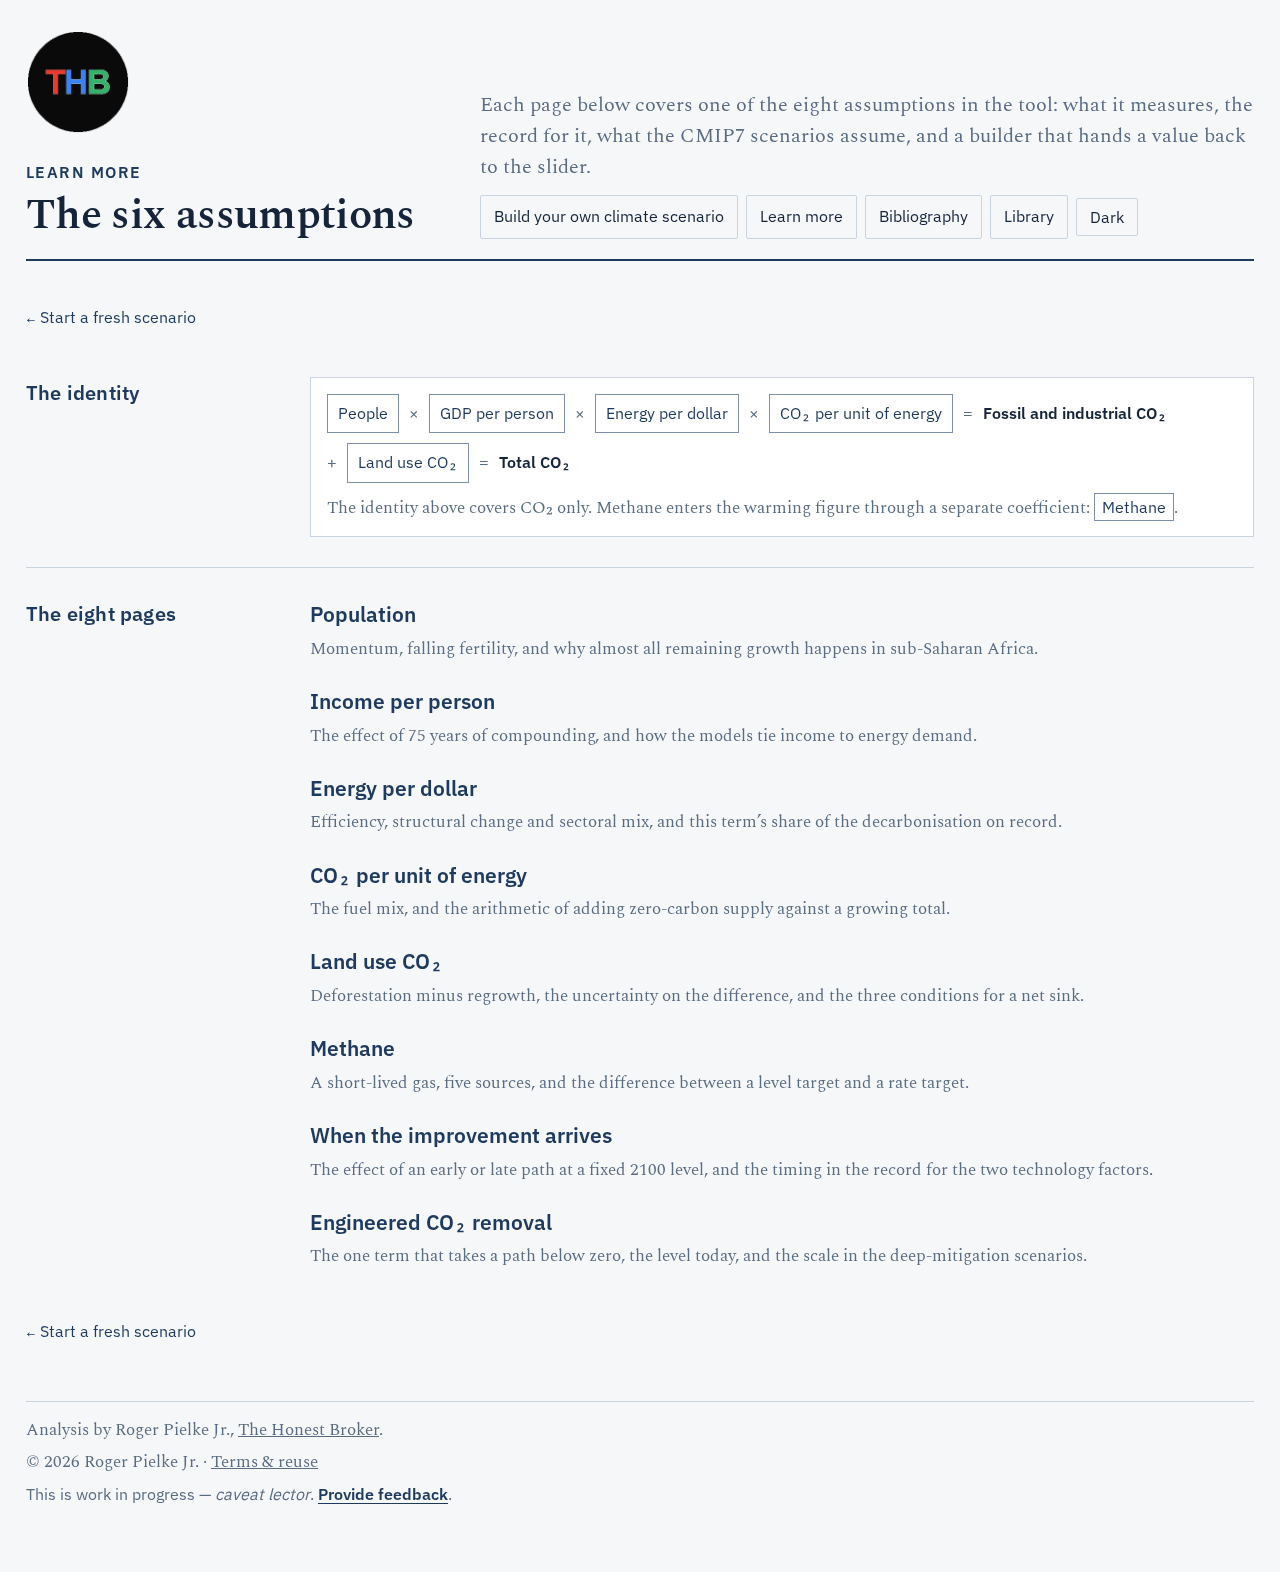 THB
LEARN MORE
The six assumptions
Each page below covers one of the eight assumptions in the tool: what it measures, the
record for it, what the CMIP7 scenarios assume, and a builder that hands a value back
to the slider.
Build your own climate scenario Learn more Bibliography Library Dark
← Start a fresh scenario
The identity
People × GDP per person × Energy per dollar × CO₂ per unit of energy = Fossil and industrial CO₂
+ Land use CO₂ = Total CO₂
The identity above covers CO₂ only. Methane enters the warming figure through a separate coefficient: Methane.
The eight pages
Population
Momentum, falling fertility, and why almost all remaining growth happens in sub-Saharan Africa.
Income per person
The effect of 75 years of compounding, and how the models tie income to energy demand.
Energy per dollar
Efficiency, structural change and sectoral mix, and this term’s share of the decarbonisation on record.
CO₂ per unit of energy
The fuel mix, and the arithmetic of adding zero-carbon supply against a growing total.
Land use CO₂
Deforestation minus regrowth, the uncertainty on the difference, and the three conditions for a net sink.
Methane
A short-lived gas, five sources, and the difference between a level target and a rate target.
When the improvement arrives
The effect of an early or late path at a fixed 2100 level, and the timing in the record for the two technology factors.
Engineered CO₂ removal
The one term that takes a path below zero, the level today, and the scale in the deep-mitigation scenarios.
← Start a fresh scenario
Analysis by Roger Pielke Jr., The Honest Broker.
© 2026 Roger Pielke Jr. · Terms & reuse
This is work in progress — caveat lector. Provide feedback.